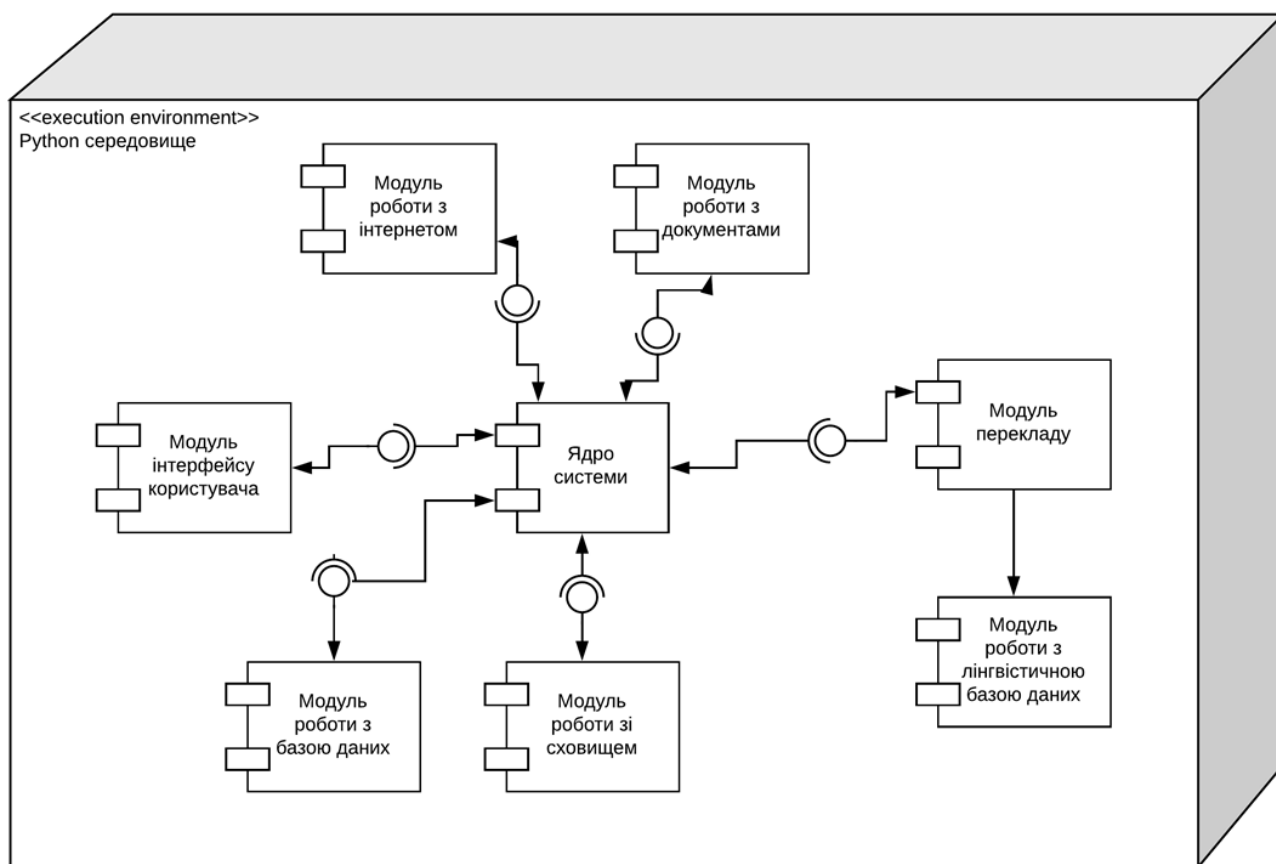 <<execution environment>>
Python середовище
Модуль
роботи з
інтернетом
Модуль
роботи з
документами
Модуль
інтерфейсу
користувача
Ядро
системи
Модуль
перекладу
Модуль
роботи з
базою даних
Модуль
роботи зі
сховищем
Модуль
роботи з
лінгвістичною
базою даних